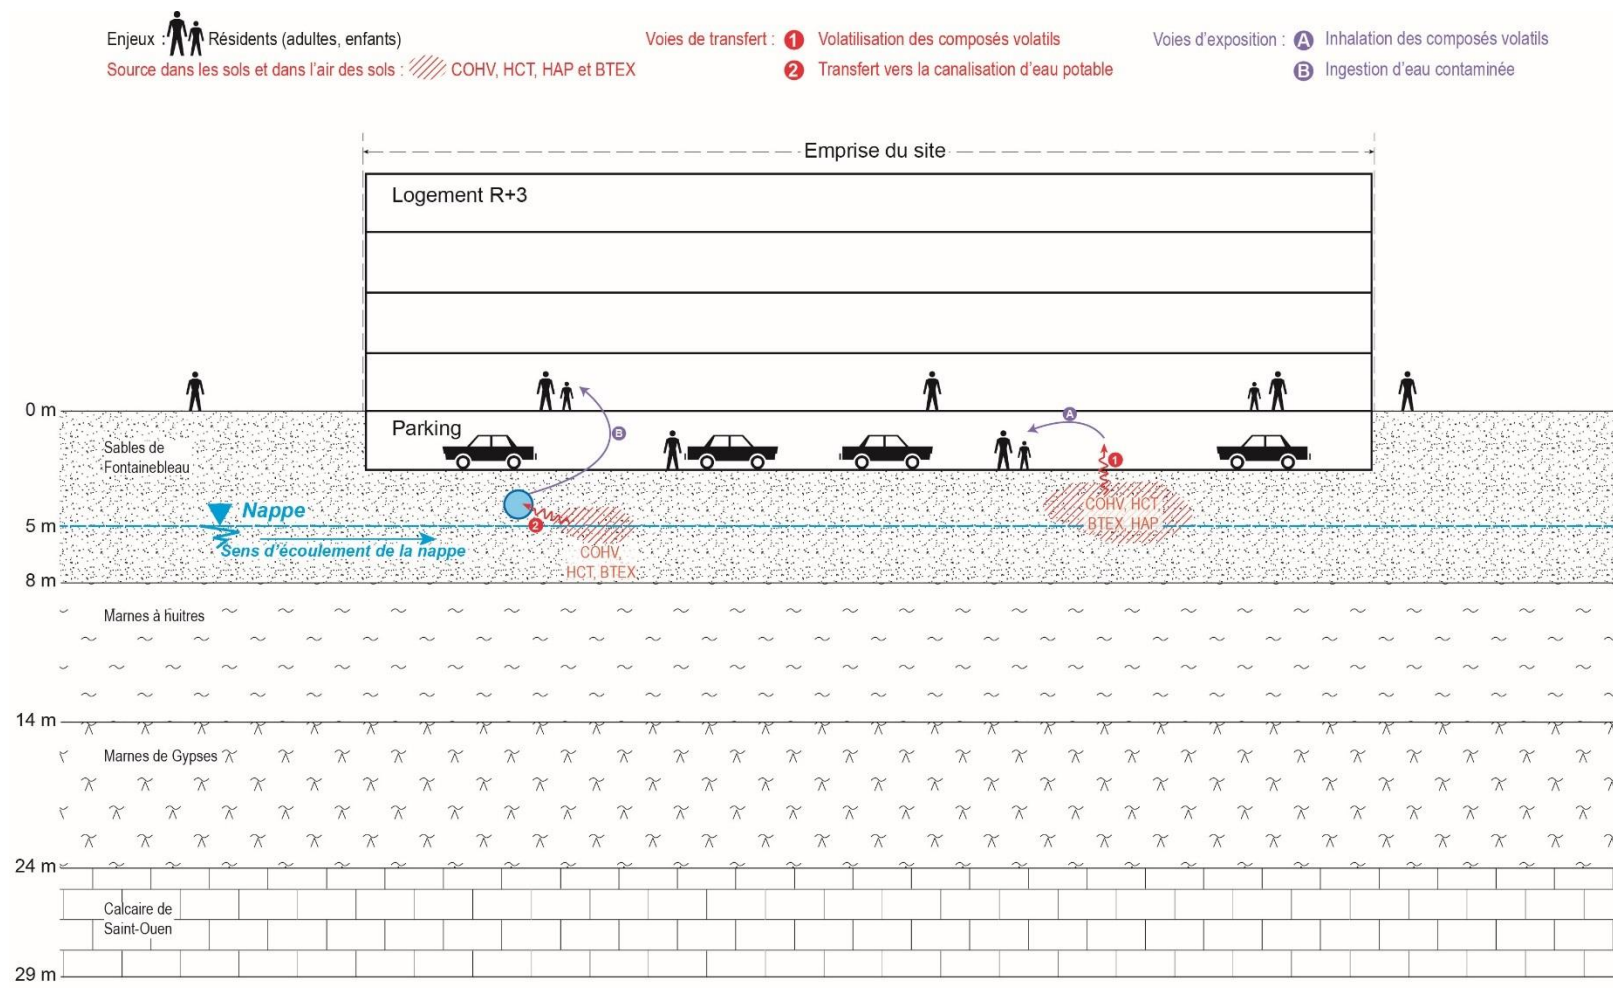 Enjeux : Résidents (adultes, enfants)
Source dans les sols et dans l'air des sols : COHV, HCT, HAP et BTEX
Voies de transfert : 1 Volatilisation des composés volatils
2 Transfert vers la canalisation d'eau potable
Voies d'exposition : A Inhalation des composés volatils
B Ingestion d'eau contaminée
Emprise du site
Logement R+3
0 m
Parking
B
A
1
Sables de
Fontainebleau
Nappe
5 m
Sens d'écoulement de la nappe
2
COHV,
HCT, BTEX
COHV, HCT,
BTEX, HAP
8 m
Marnes à huitres
14 m
Marnes de Gypses
24 m
Calcaire de
Saint-Ouen
29 m